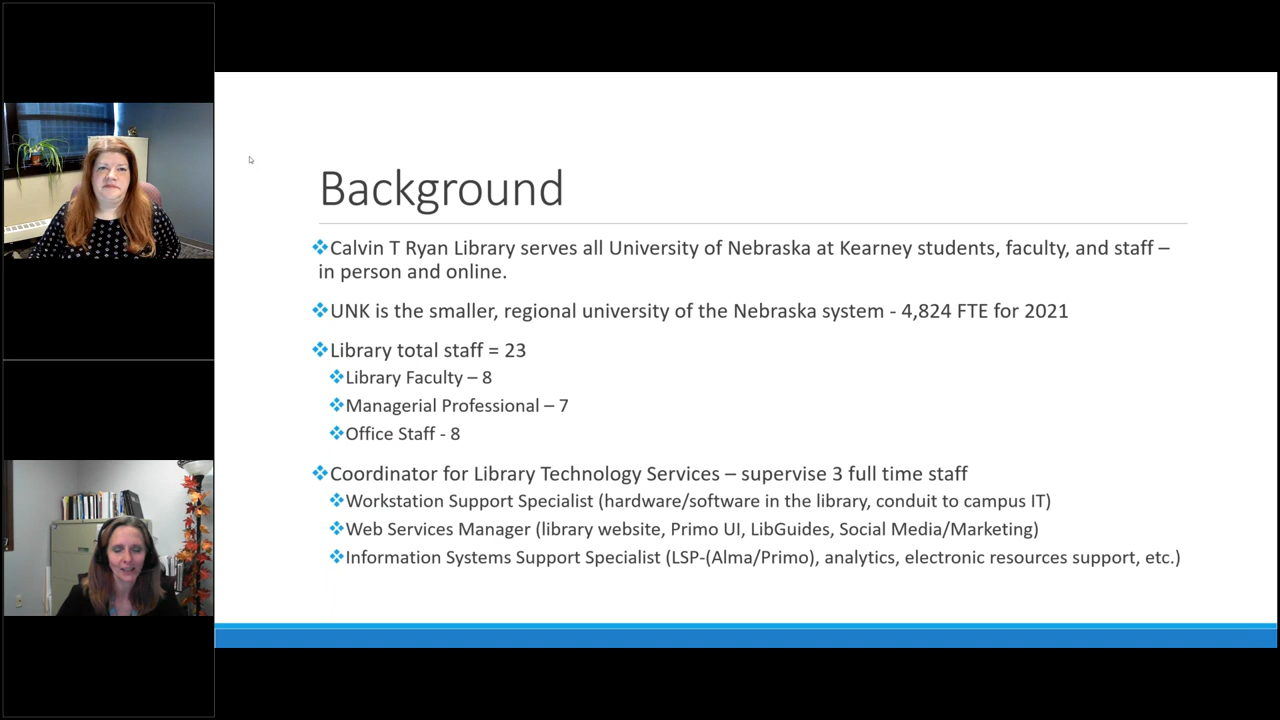 Background
❖Calvin T Ryan Library serves all University of Nebraska at Kearney students, faculty, and staff –
in person and online.
❖UNK is the smaller, regional university of the Nebraska system - 4,824 FTE for 2021
❖Library total staff = 23
❖Library Faculty – 8
❖Managerial Professional – 7
❖Office Staff - 8
❖Coordinator for Library Technology Services – supervise 3 full time staff
❖Workstation Support Specialist (hardware/software in the library, conduit to campus IT)
❖Web Services Manager (library website, Primo UI, LibGuides, Social Media/Marketing)
❖Information Systems Support Specialist (LSP-(Alma/Primo), analytics, electronic resources support, etc.)